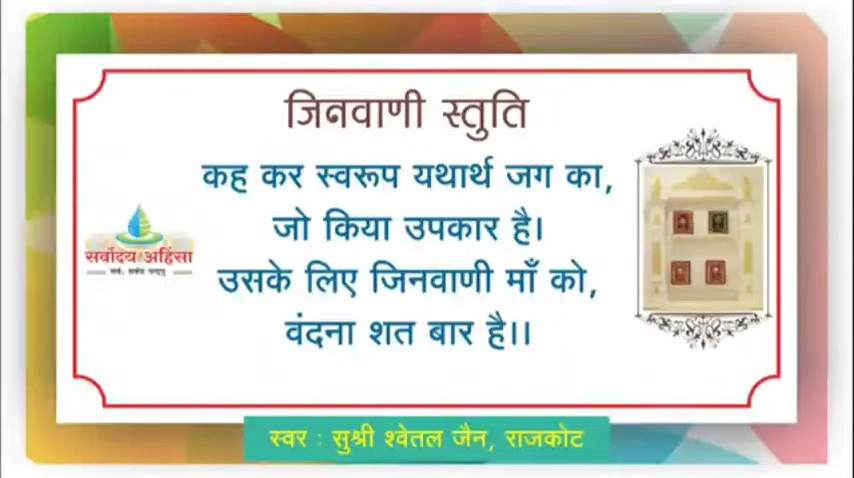 जिनवाणी स्तुति
कह कर स्वरूप यथार्थ जग का,
जो किया उपकार है।
उसके लिए जिनवाणी माँ को,
वंदना शत बार है।।
सर्वोदय अहिंसा
स्वर : सुश्री श्वेतल जैन, राजकोट